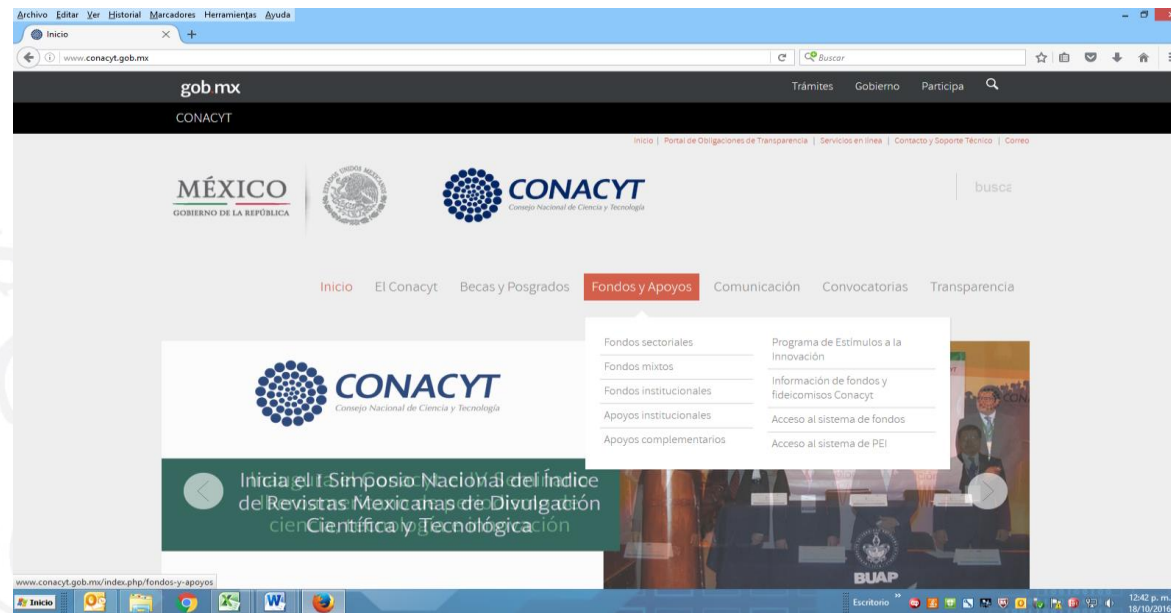 Archivo Editar Ver Historial Marcadores Herramientas Ayuda
Inicio
www.conacyt.gob.mx
Buscar
gob.mx
Trámites Gobierno Participa
CONACYT
Inicio | Portal de Obligaciones de Transparencia | Servicios en línea | Contacto y Soporte Técnico | Correo
MÉXICO
GOBIERNO DE LA REPÚBLICA
CONACYT
Consejo Nacional de Ciencia y Tecnología
busca
Inicio El Conacyt Becas y Posgrados Fondos y Apoyos Comunicación Convocatorias Transparencia
Fondos sectoriales
Fondos mixtos
Fondos institucionales
Apoyos institucionales
Apoyos complementarios
Programa de Estímulos a la
Innovación
Información de fondos y
fideicomisos Conacyt
Acceso al sistema de fondos
Acceso al sistema de PEI
CONACYT
Consejo Nacional de Ciencia y Tecnología
Inicia el Simposio Nacional del Índice
de Revistas Mexicanas de Divulgación
Científica y Tecnológica
BUAP
www.conacyt.gob.mx/index.php/fondos-y-apoyos
Inicio
Escritorio
12:42 p. m.
18/10/2016